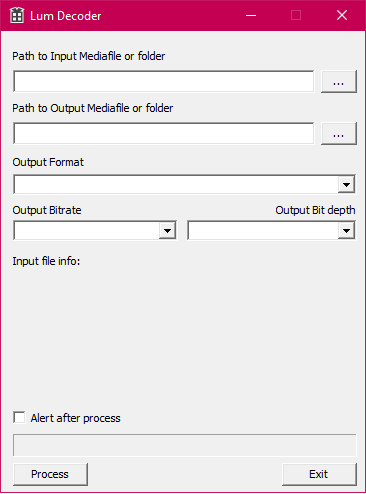 Lum Decoder
Path to Input Mediafile or folder
...
Path to Output Mediafile or folder
...
Output Format
Output Bitrate Output Bit depth
Input file info:
Alert after process
Process Exit